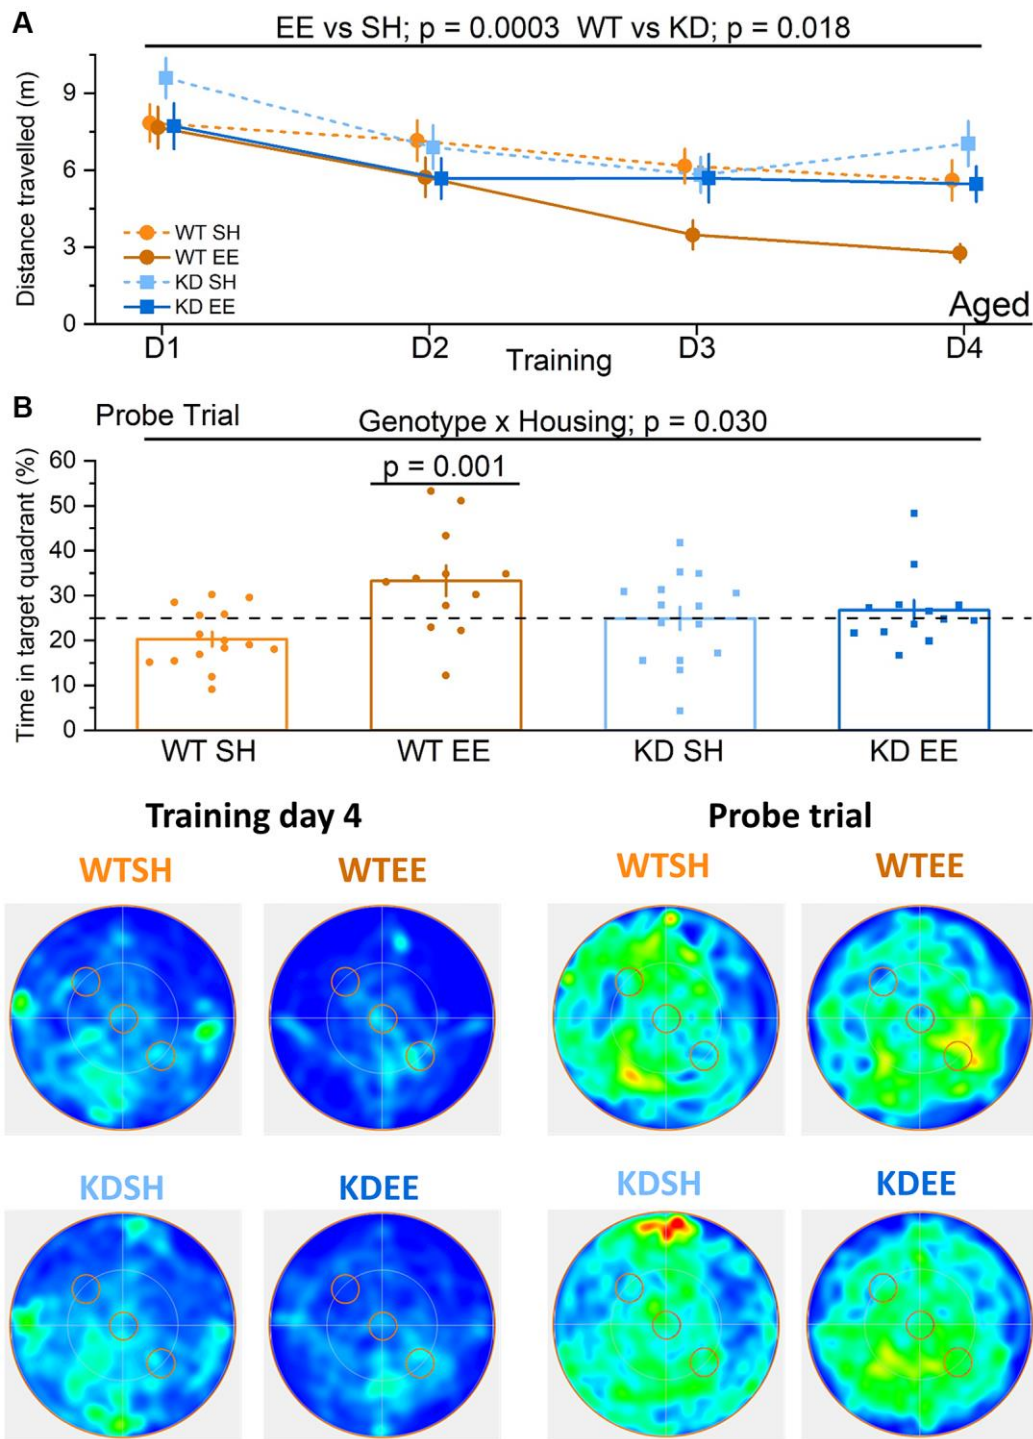 A
EE vs SH; p = 0.0003 WT vs KD; p = 0.018
Distance travelled (m)
9
6
3
0
WT SH
WT EE
KD SH
KD EE
Aged
D1 D2 D3 D4
Training
B
Probe Trial
Genotype x Housing; p = 0.030
p = 0.001
Time in target quadrant (%)
60
50
40
30
20
10
0
WT SH WT EE KD SH KD EE
Training day 4 Probe trial
WTSH WTEE WTSH WTEE
KDSH KDEE KDSH KDEE